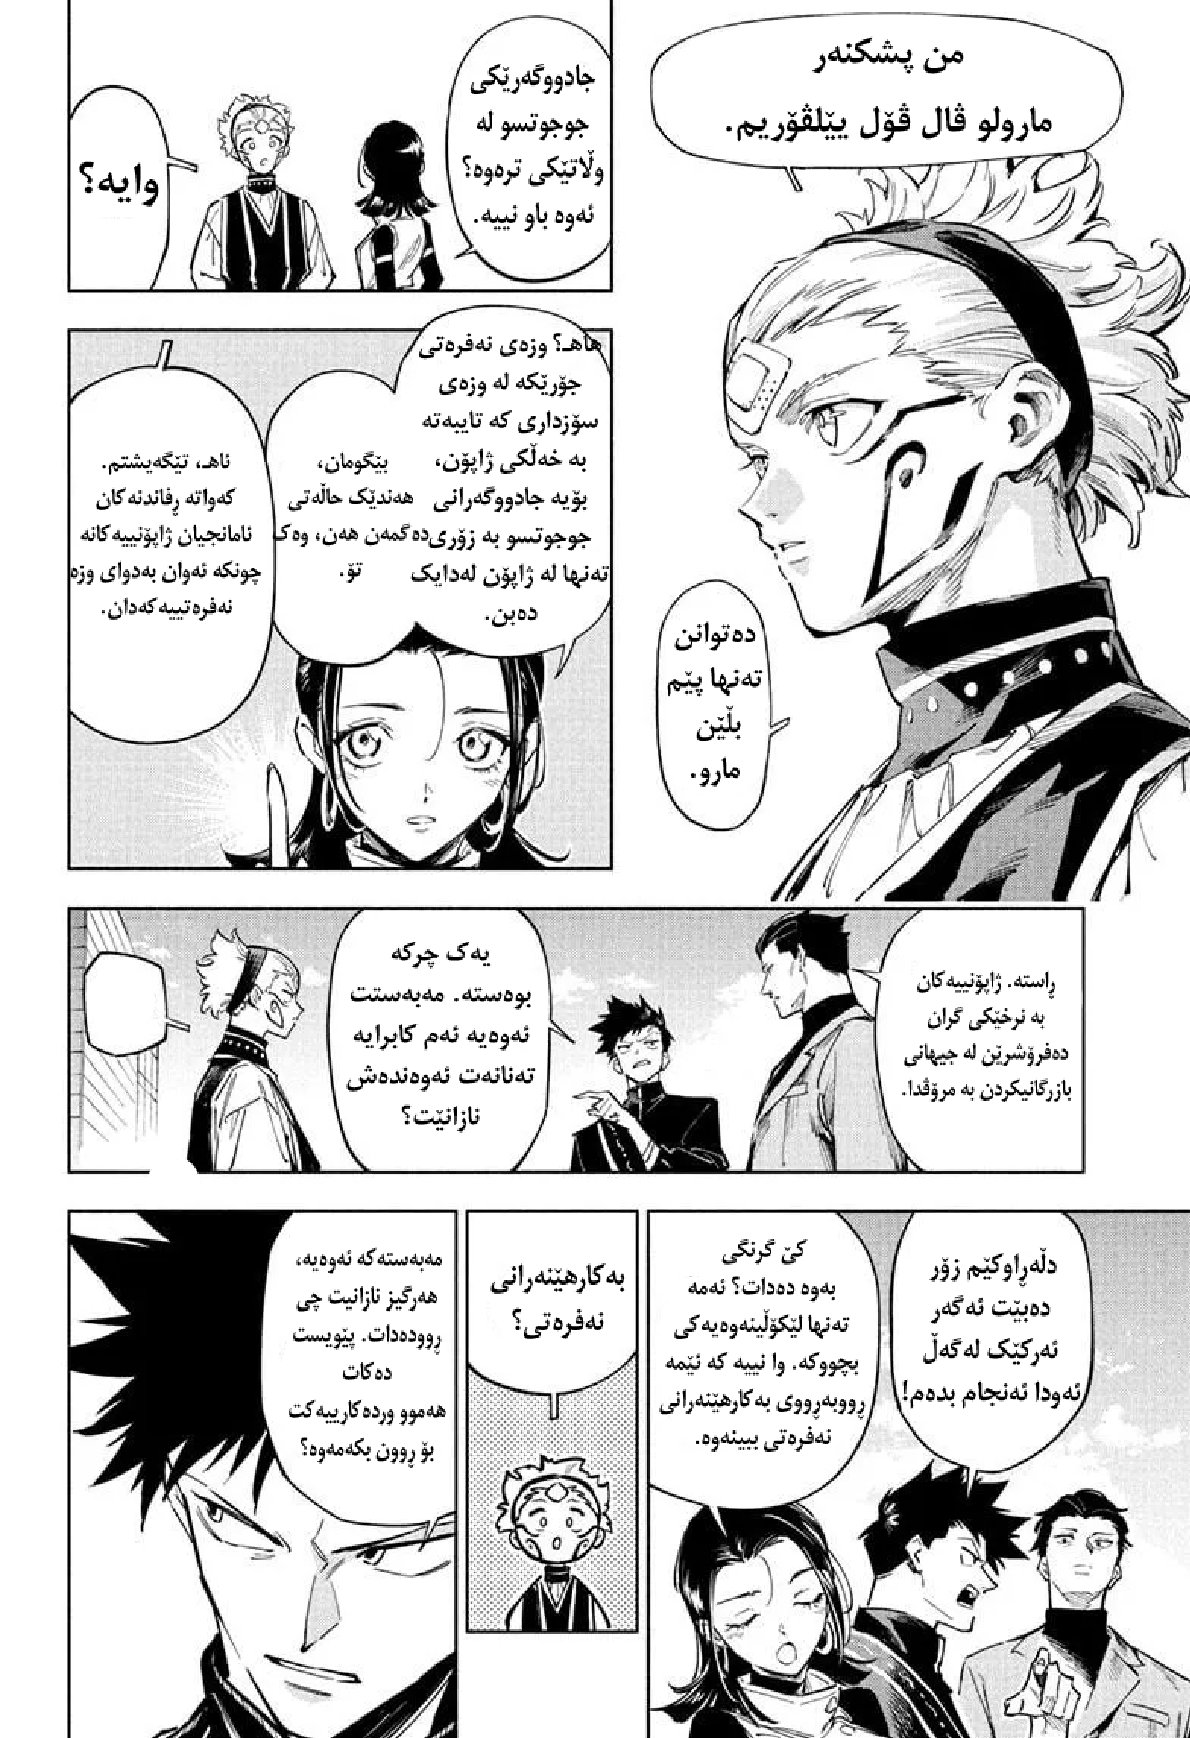 من پشکنەر
مارولو ڤال ڤۆل یێلڤۆریم.
دەتوانن
تەنها پێم
بڵێن
مارو.
جادووگەرێکی
جوجوتسو لە
وڵاتێکی ترەوە؟
ئەوە باو نییە.
وایە؟
هاهـ؟ وزەی نەفرەتی
جۆرێکە لە وزەی
سۆزداری کە تایبەتە
بە خەڵکی ژاپۆن،
بۆیە جادووگەرانی
جوجوتسو بە زۆری
تەنها لە ژاپۆن لەدایک
دەبن.
بێگومان،
هەندێک حاڵەتی
دەگمەن هەن، وەک
تۆ.
ئاهـ، تێگەیشتم.
کەواتە ڕفاندنەکان
ئامانجیان ژاپۆنییەکانە
چونکە ئەوان بەدوای وزە
نەفرەتییەکەدان.
ڕاستە. ژاپۆنییەکان
بە نرخێکی گران
دەفرۆشرێن لە جیهانی
بازرگانیکردن بە مرۆڤدا.
یەک چرکە
بوەستە. مەبەستت
ئەوەیە ئەم کابرایە
تەنانەت ئەوەندەش
نازانێت؟
دڵەڕاوکێم زۆر
دەبێت ئەگەر
ئەرکێک لەگەڵ
ئەودا ئەنجام بدەم!
کێ گرنگی
بەوە دەدات؟ ئەمە
تەنها لێکۆڵینەوەیەکی
بچووکە. وا نییە کە ئێمە
ڕووبەڕووی بەکارهێنەرانی
نەفرەتی ببینەوە.
بەکارهێنەرانی
نەفرەتی؟
مەبەستەکە ئەوەیە،
هەرگیز نازانیت چی
ڕوودەدات. پێویست
دەکات
هەموو وردەکارییەکت
بۆ ڕوون بکەمەوە؟